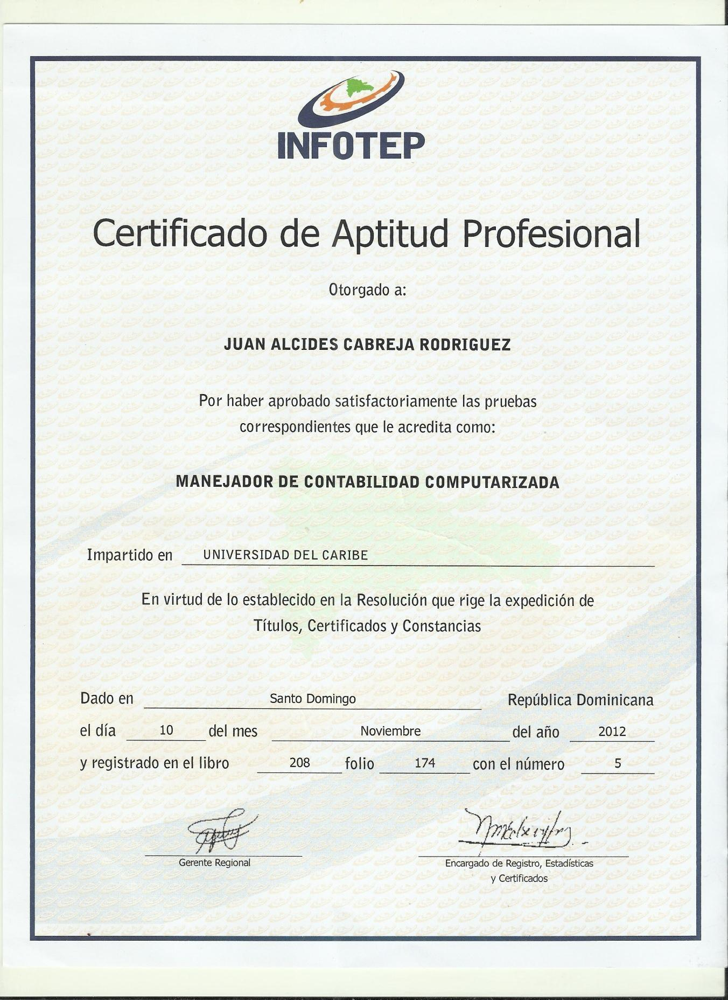 INFOTEP
Certificado de Aptitud Profesional
Otorgado a:
JUAN ALCIDES CABREJA RODRIGUEZ
Por haber aprobado satisfactoriamente las pruebas
correspondientes que le acredita como:
MANEJADOR DE CONTABILIDAD COMPUTARIZADA
Impartido en UNIVERSIDAD DEL CARIBE
En virtud de lo establecido en la Resolución que rige la expedición de
Títulos, Certificados y Constancias
Dado en Santo Domingo República Dominicana
el día 10 del mes Noviembre del año 2012
y registrado en el libro 208 folio 174 con el número 5
Gerente Regional
Encargado de Registro, Estadísticas
y Certificados